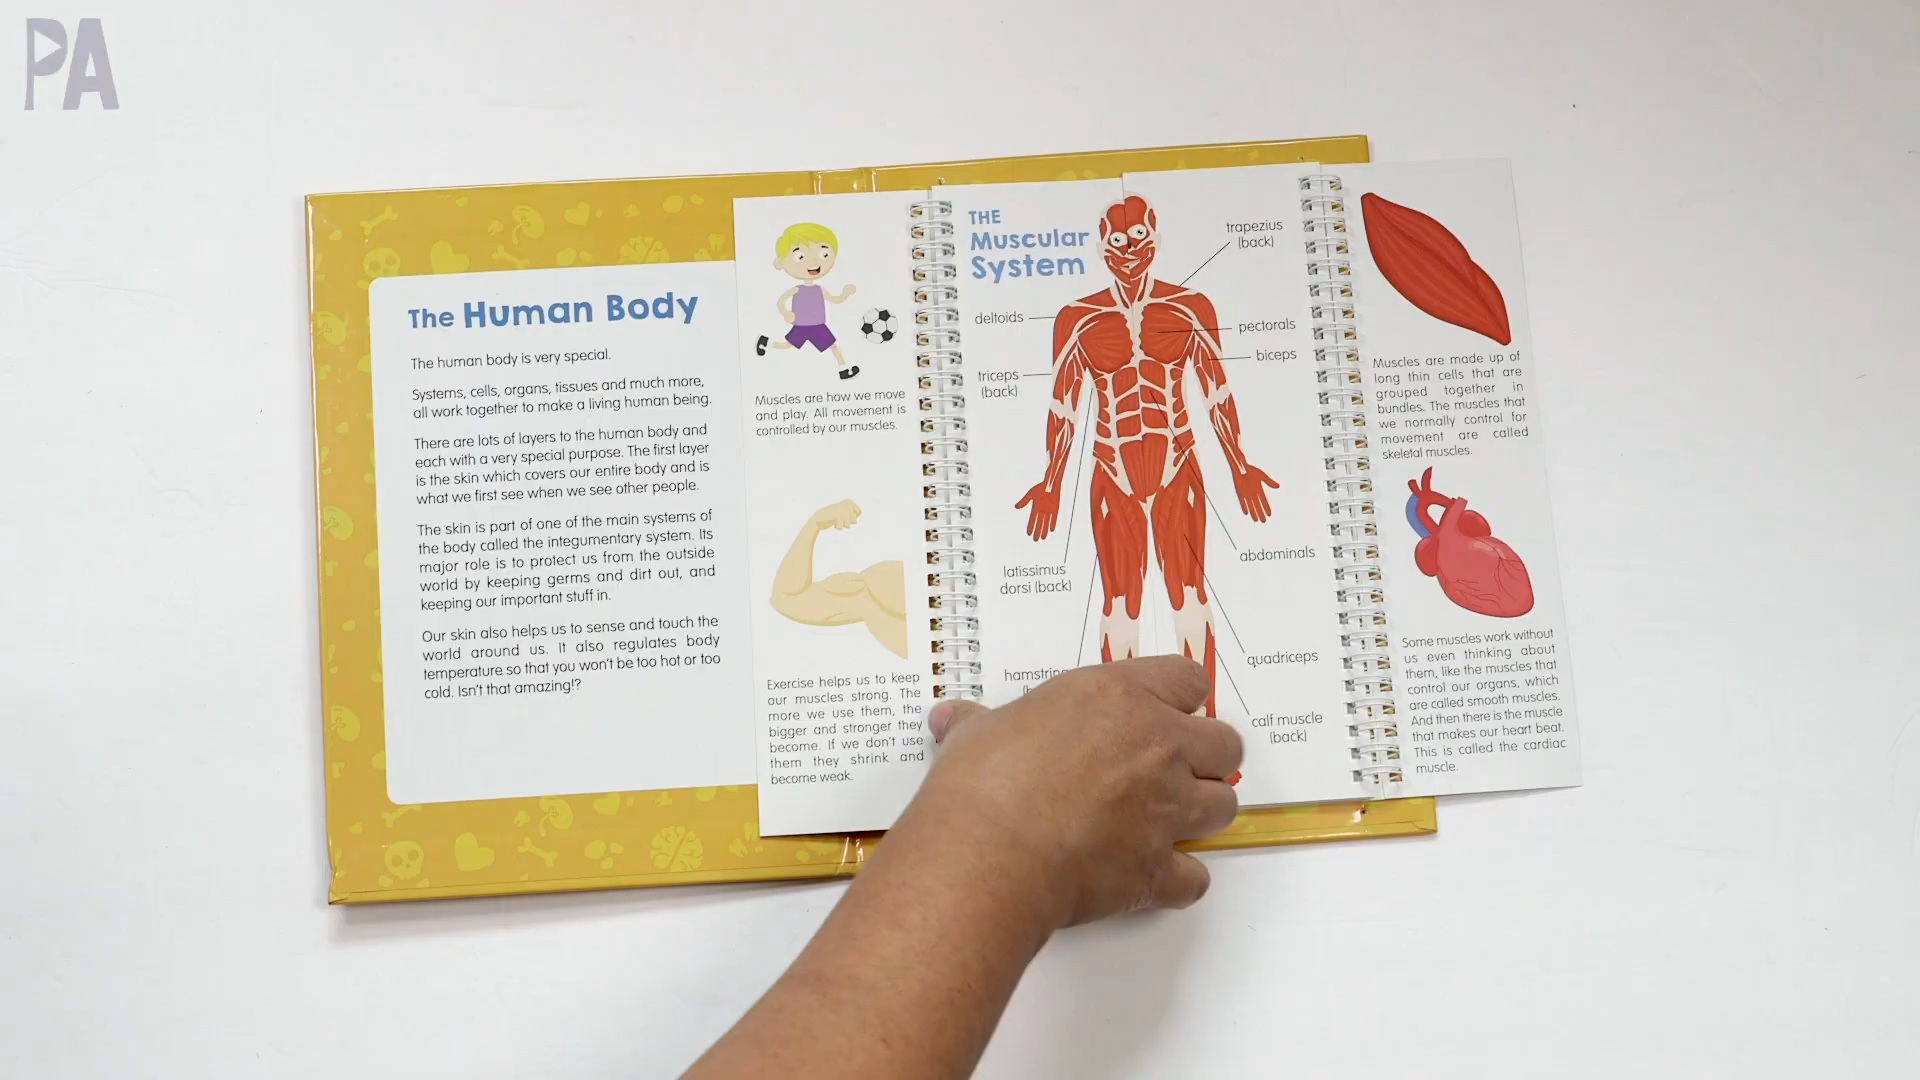 PA
The Human Body
The human body is very special.
Systems, cells, organs, tissues and much more,
all work together to make a living human being.
There are lots of layers to the human body and
each with a very special purpose. The first layer
is the skin which covers our entire body and is
what we first see when we see other people.
The skin is part of one of the main systems of
the body called the integumentary system. Its
major role is to protect us from the outside
world by keeping germs and dirt out, and
keeping our important stuff in.
Our skin also helps us to sense and touch the
world around us. It also regulates body
temperature so that you won't be too hot or too
cold. Isn't that amazing!?
Muscles are how we move
and play. All movement is
controlled by our muscles.
Exercise helps us to keep
our muscles strong. The
more we use them, the
bigger and stronger they
become. If we don't use
them they shrink and
become weak.
THE
Muscular
System
trapezius
(back)
deltoids
pectorals
biceps
triceps
(back)
latissimus
dorsi (back)
abdominals
hamstring
quadriceps
calf muscle
(back)
Muscles are made up of
long thin cells that are
grouped together in
bundles. The muscles that
we normally control for
movement are called
skeletal muscles.
Some muscles work without
us even thinking about
them, like the muscles that
control our organs, which
are called smooth muscles.
And then there is the muscle
that makes our heart beat.
This is called the cardiac
muscle.